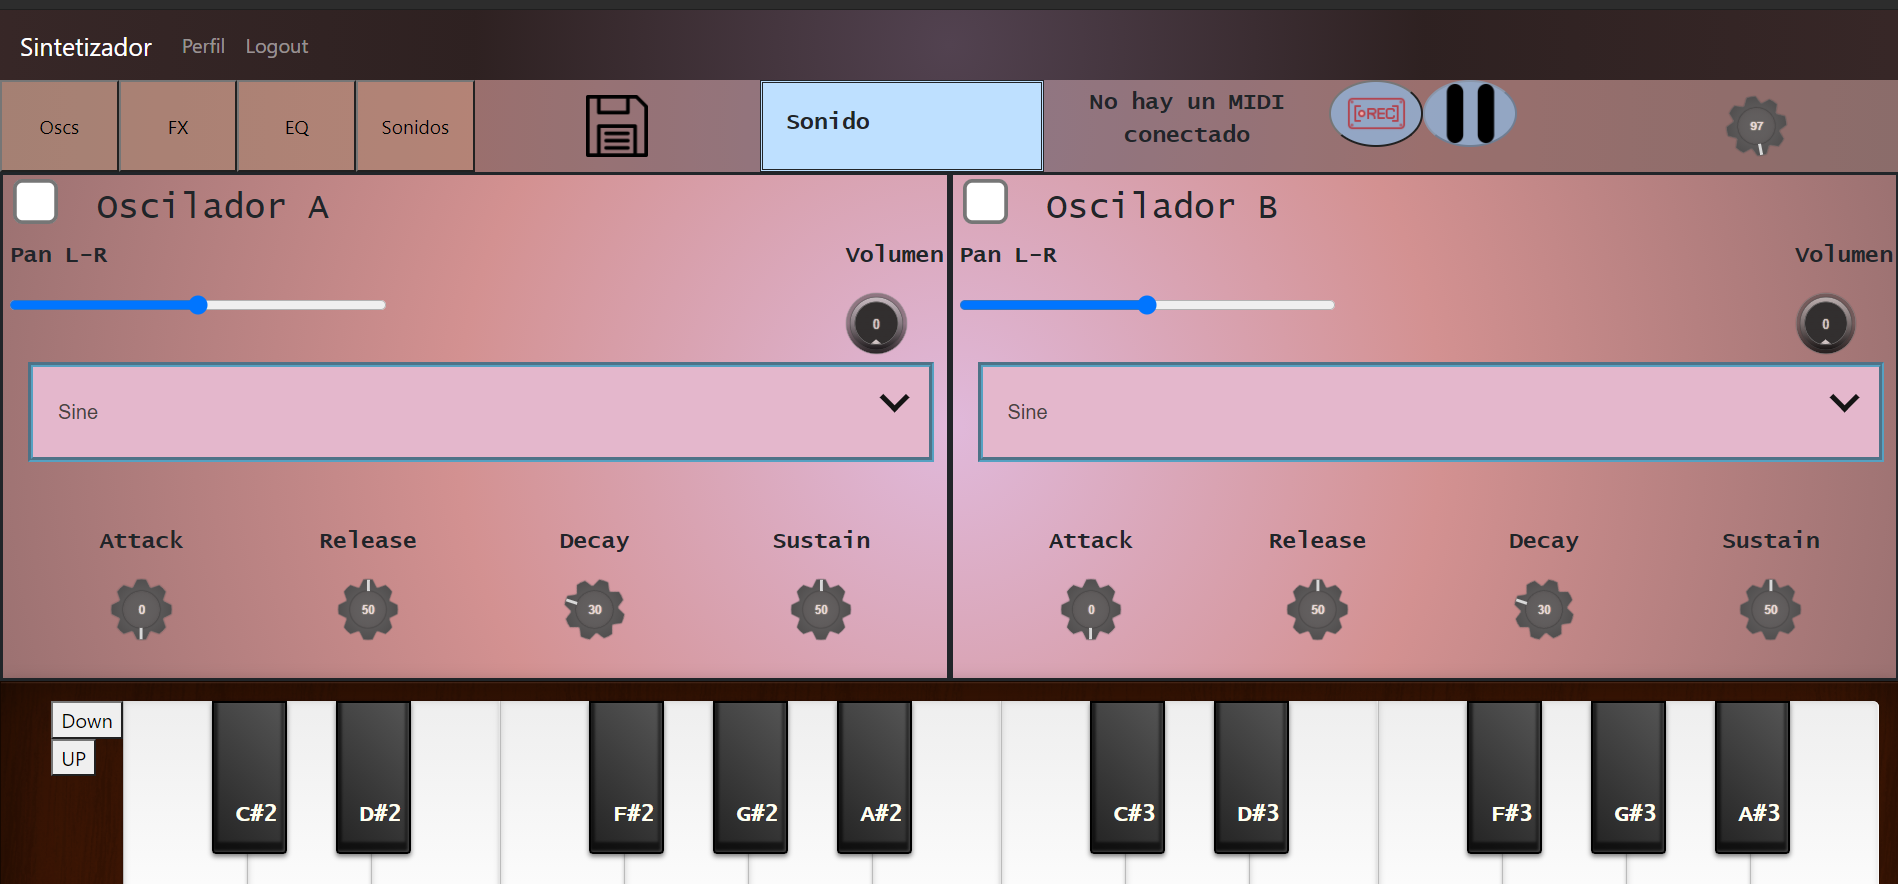 Sintetizador Perfil Logout
Oscs FX EQ Sonidos
Sonido
No hay un MIDI
conectado
REC
97
Oscilador A
Pan L-R
Volumen
0
Sine
Attack Release Decay Sustain
0 50 30 50
Oscilador B
Pan L-R
Volumen
0
Sine
Attack Release Decay Sustain
0 50 30 50
Down
UP
C#2 D#2 F#2 G#2 A#2 C#3 D#3 F#3 G#3 A#3